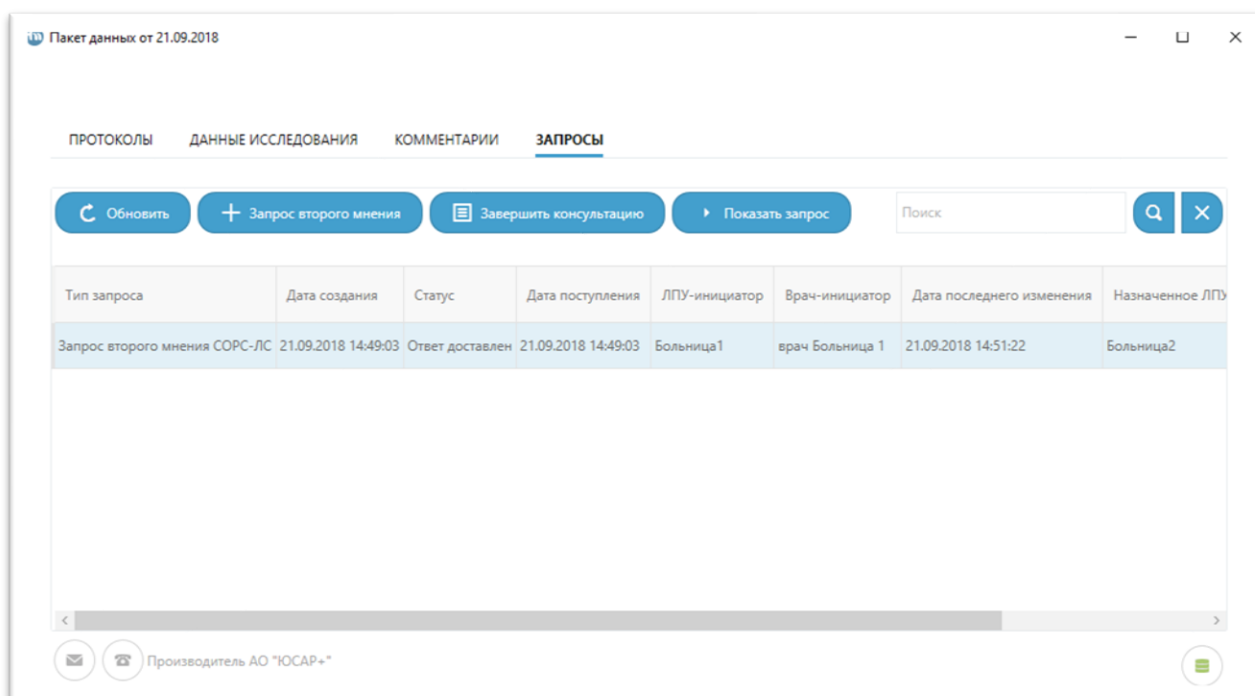 Пакет данных от 21.09.2018
ПРОТОКОЛЫ ДАННЫЕ ИССЛЕДОВАНИЯ КОММЕНТАРИИ ЗАПРОСЫ
Обновить Запрос второго мнения Завершить консультацию Показать запрос Поиск
Тип запроса Дата создания Статус Дата поступления ЛПУ-инициатор Врач-инициатор Дата последнего изменения Назначенное ЛПУ
Запрос второго мнения СОРС-ЛС 21.09.2018 14:49:03 Ответ доставлен 21.09.2018 14:49:03 Больница1 врач Больница 1 21.09.2018 14:51:22 Больница2
Производитель АО "ЮСАР+"